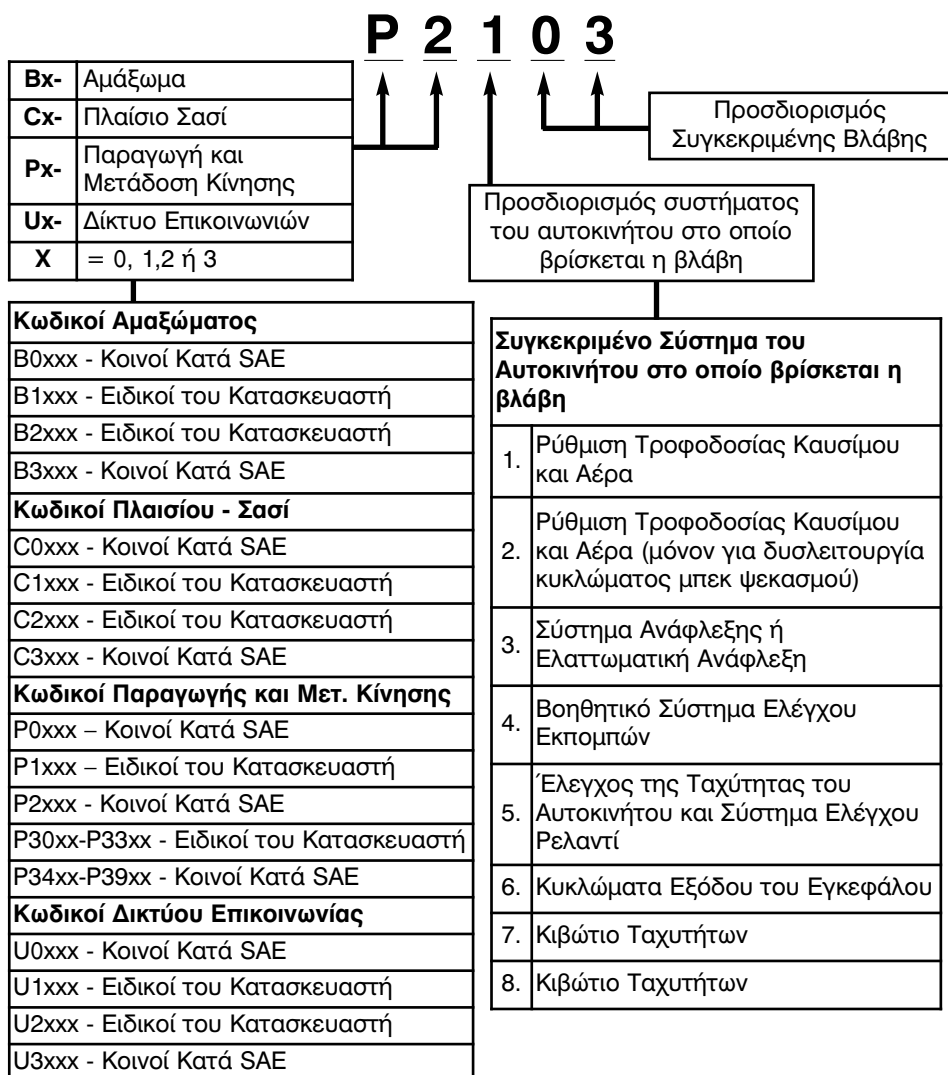 P 2 1 0 3
Bx- Αμάξωμα
Cx- Πλαίσιο Σασί
Px- Παραγωγή και
Μετάδοση Κίνησης
Ux- Δίκτυο Επικοινωνιών
X = 0, 1,2 ή 3
Προσδιορισμός
Συγκεκριμένης Βλάβης
Προσδιορισμός συστήματος
του αυτοκινήτου στο οποίο
βρίσκεται η βλάβη
Κωδικοί Αμαξώματος
B0xxx - Κοινοί Κατά SAE
B1xxx - Ειδικοί του Κατασκευαστή
B2xxx - Ειδικοί του Κατασκευαστή
B3xxx - Κοινοί Κατά SAE
Κωδικοί Πλαισίου - Σασί
C0xxx - Κοινοί Κατά SAE
C1xxx - Ειδικοί του Κατασκευαστή
C2xxx - Ειδικοί του Κατασκευαστή
C3xxx - Κοινοί Κατά SAE
Κωδικοί Παραγωγής και Μετ. Κίνησης
P0xxx – Κοινοί Κατά SAE
P1xxx – Ειδικοί του Κατασκευαστή
P2xxx - Κοινοί Κατά SAE
P30xx-P33xx - Ειδικοί του Κατασκευαστή
P34xx-P39xx - Κοινοί Κατά SAE
Κωδικοί Δικτύου Επικοινωνίας
U0xxx - Κοινοί Κατά SAE
U1xxx - Ειδικοί του Κατασκευαστή
U2xxx - Ειδικοί του Κατασκευαστή
U3xxx - Κοινοί Κατά SAE
Συγκεκριμένο Σύστημα του
Αυτοκινήτου στο οποίο βρίσκεται η
βλάβη
1. Ρύθμιση Τροφοδοσίας Καυσίμου
και Αέρα
2. Ρύθμιση Τροφοδοσίας Καυσίμου
και Αέρα (μόνον για δυσλειτουργία
κυκλώματος μπεκ ψεκασμού)
3. Σύστημα Ανάφλεξης ή
Ελαττωματική Ανάφλεξη
4. Βοηθητικό Σύστημα Ελέγχου
Εκπομπών
5. Έλεγχος της Ταχύτητας του
Αυτοκινήτου και Σύστημα Ελέγχου
Ρελαντί
6. Κυκλώματα Εξόδου του Εγκεφάλου
7. Κιβώτιο Ταχυτήτων
8. Κιβώτιο Ταχυτήτων